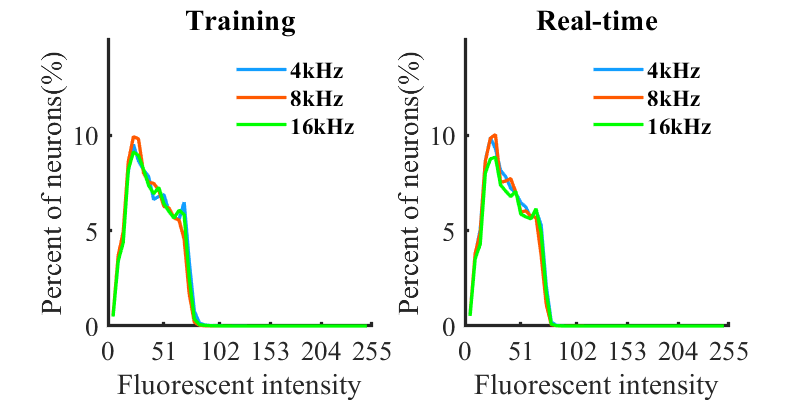 Training
Percent of neurons(%)
10
5
0
4kHz
8kHz
16kHz
0 51 102 153 204 255
Fluorescent intensity
Real-time
Percent of neurons(%)
10
5
0
4kHz
8kHz
16kHz
0 51 102 153 204 255
Fluorescent intensity